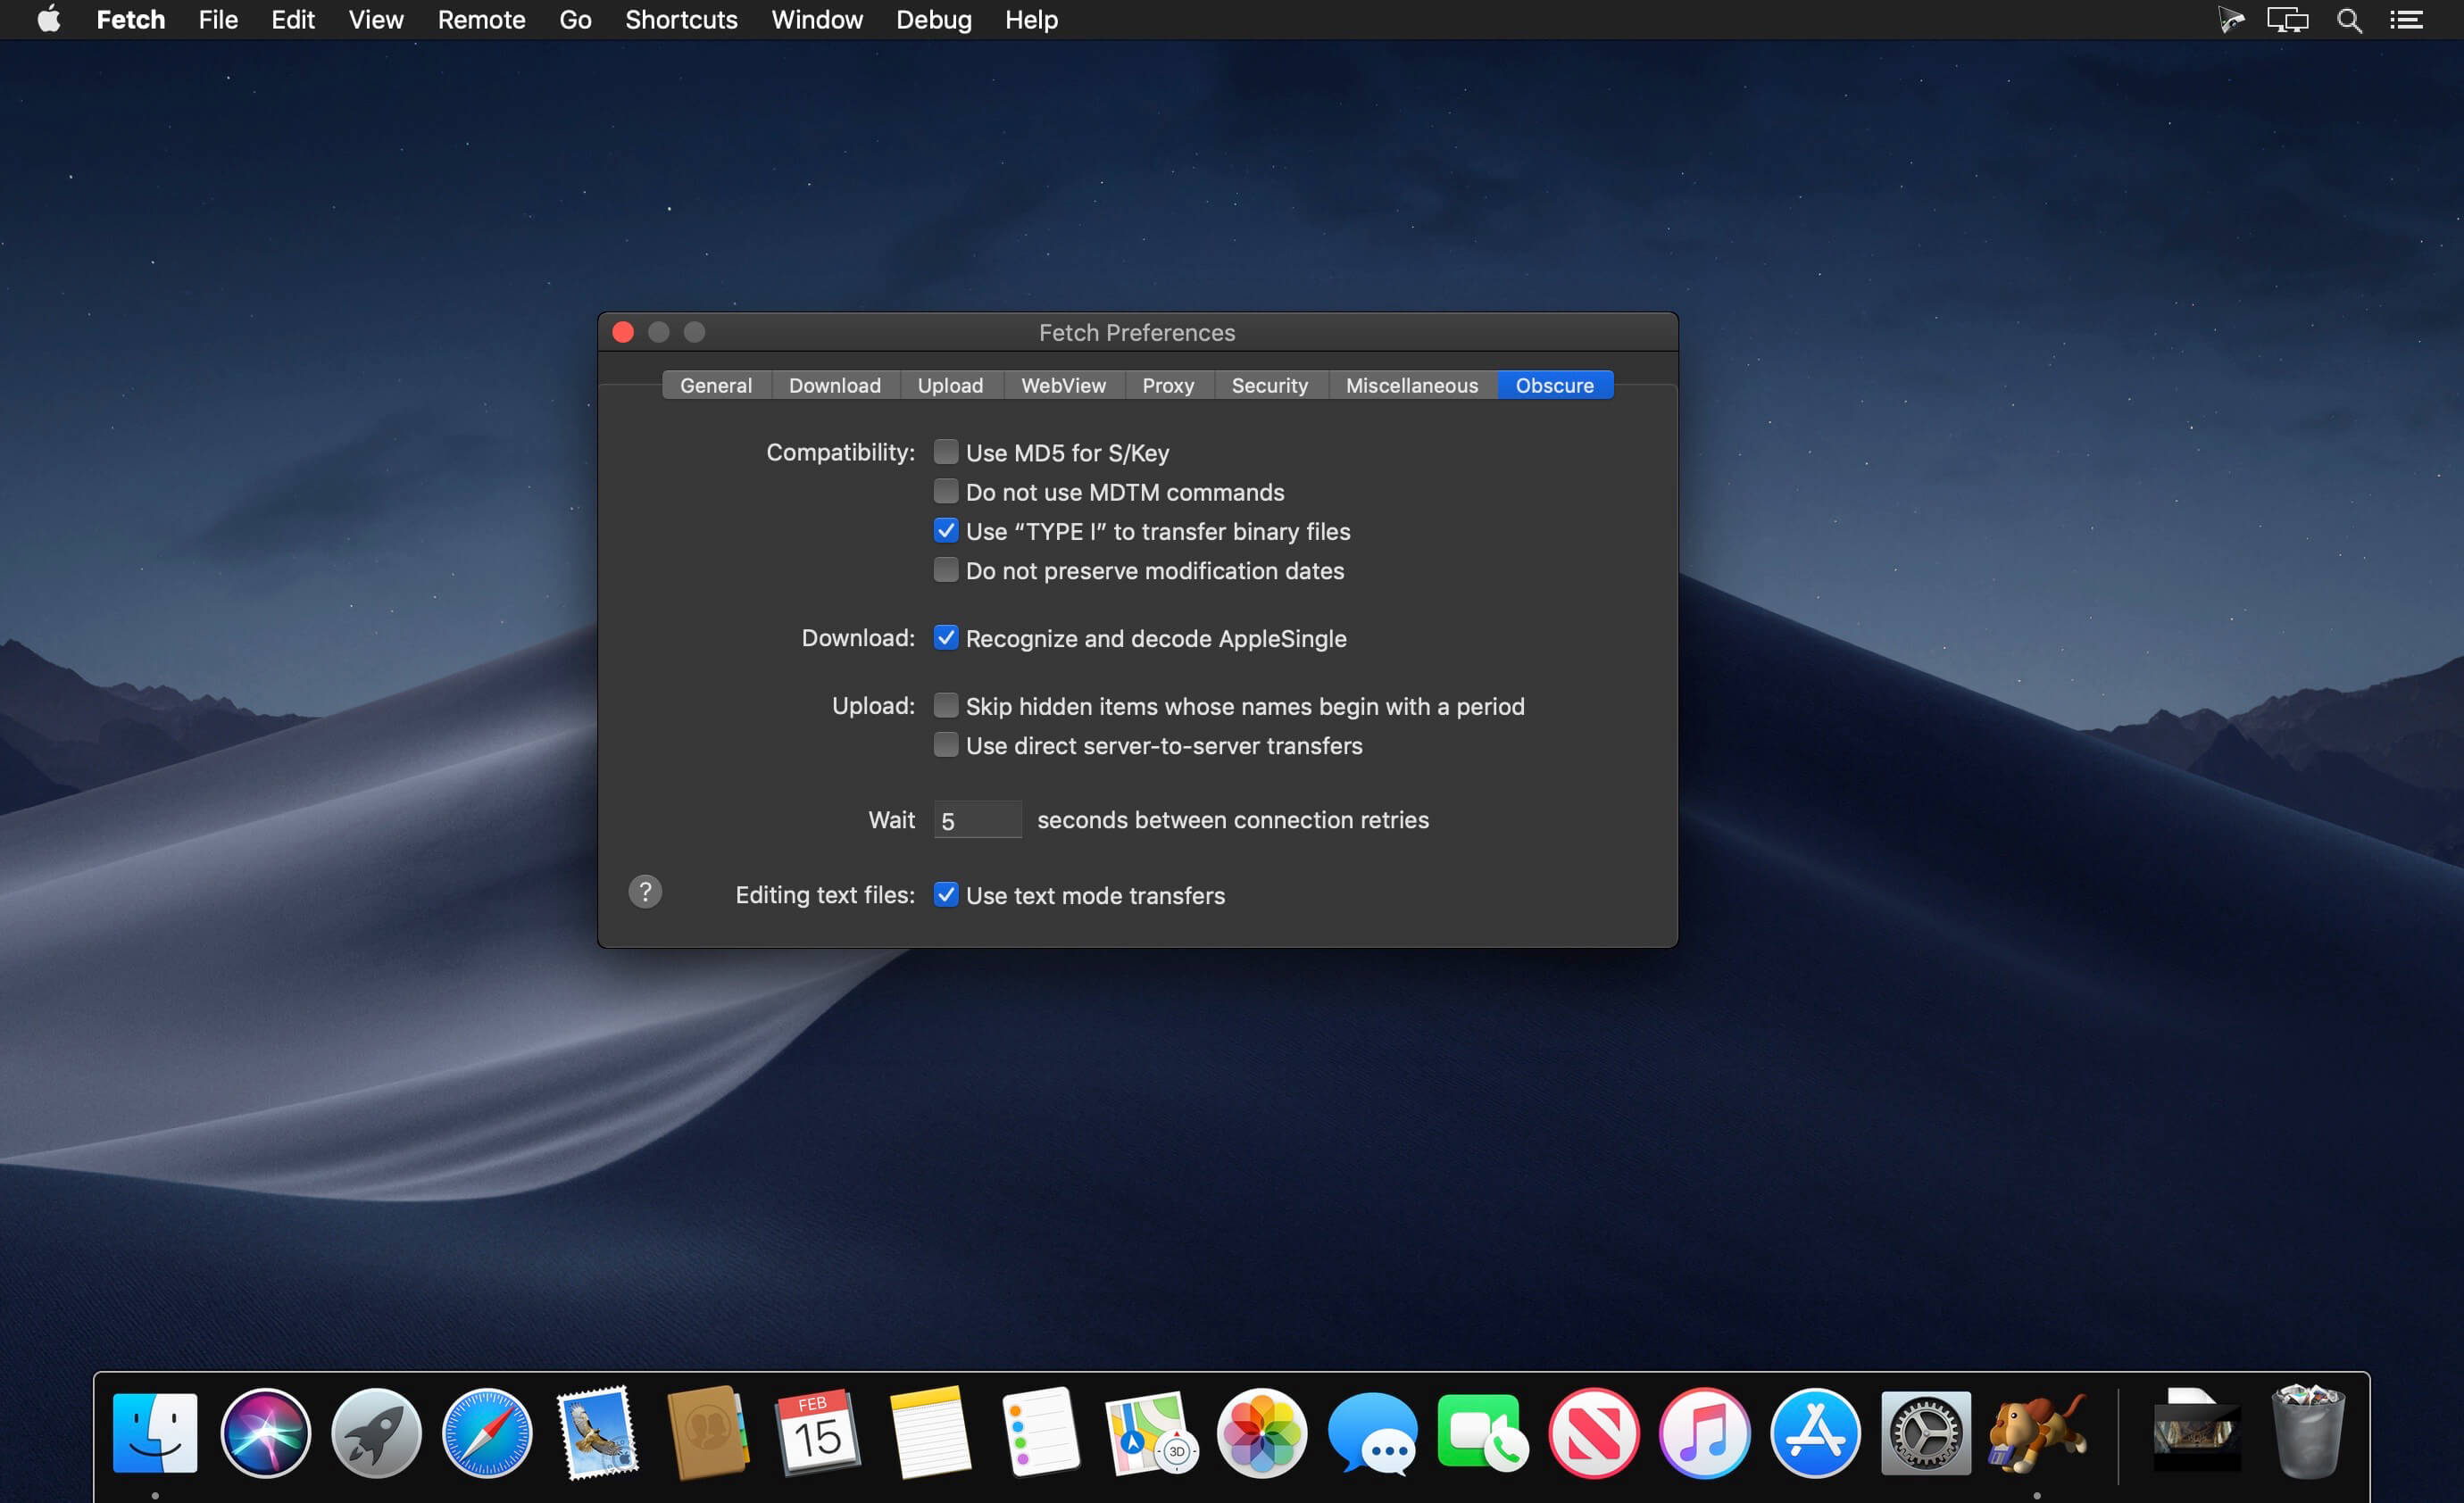 Fetch File Edit View Remote Go Shortcuts Window Debug Help
Fetch Preferences
General Download Upload WebView Proxy Security Miscellaneous Obscure
Compatibility: Use MD5 for S/Key
Do not use MDTM commands
Use “TYPE I” to transfer binary files
Do not preserve modification dates
Download: Recognize and decode AppleSingle
Upload: Skip hidden items whose names begin with a period
Use direct server-to-server transfers
Wait 5 seconds between connection retries
? Editing text files: Use text mode transfers
FEB
15
3D